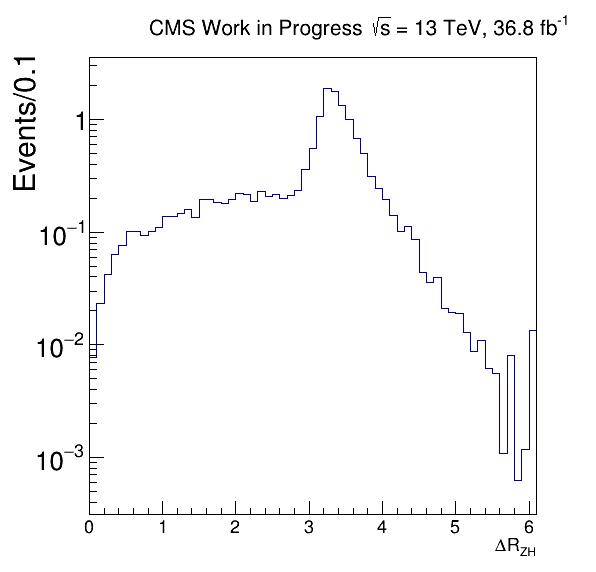 CMS Work in Progress √s = 13 TeV, 36.8 fb⁻¹
Events/0.1
1
10⁻¹
10⁻²
10⁻³
0 1 2 3 4 5 6
ΔR_ZH